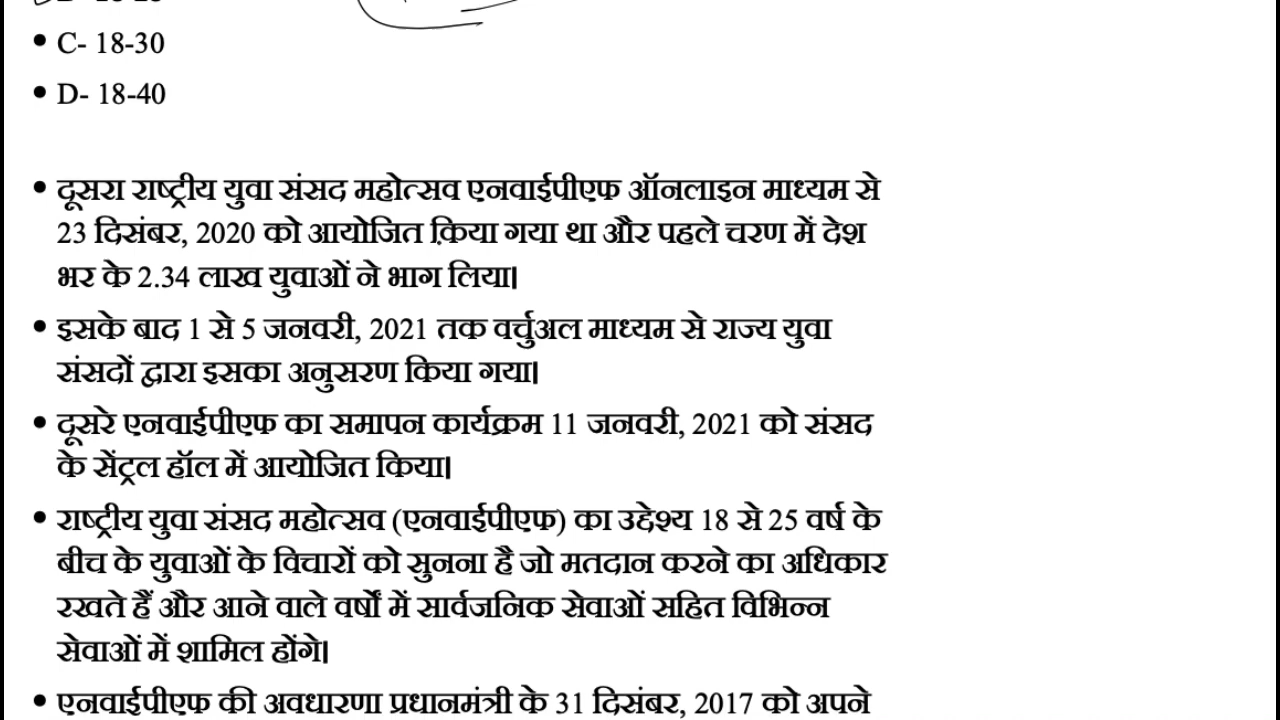 • C- 18-30
• D- 18-40
• दूसरा राष्ट्रीय युवा संसद महोत्सव एनवाईपीएफ ऑनलाइन माध्यम से
23 दिसंबर, 2020 को आयोजित क़िया गया था और पहले चरण में देश
भर के 2.34 लाख युवाओं ने भाग लिया।
• इसके बाद 1 से 5 जनवरी, 2021 तक वर्चुअल माध्यम से राज्य युवा
संसदों द्वारा इसका अनुसरण किया गया।
• दूसरे एनवाईपीएफ का समापन कार्यक्रम 11 जनवरी, 2021 को संसद
के सेंट्रल हॉल में आयोजित किया।
• राष्ट्रीय युवा संसद महोत्सव (एनवाईपीएफ) का उद्देश्य 18 से 25 वर्ष के
बीच के युवाओं के विचारों को सुनना है जो मतदान करने का अधिकार
रखते हैं और आने वाले वर्षों में सार्वजनिक सेवाओं सहित विभिन्न
सेवाओं में शामिल होंगे।
• एनवाईपीएफ की अवधारणा प्रधानमंत्री के 31 दिसंबर, 2017 को अपने